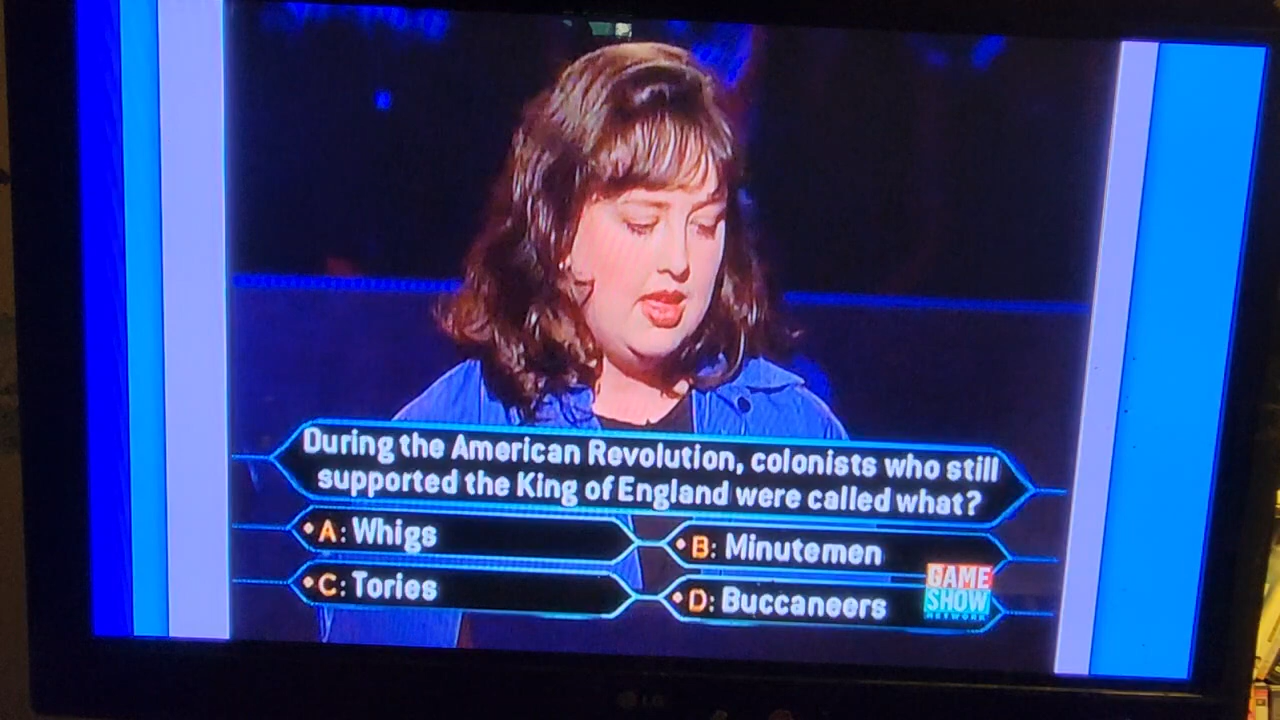 During the American Revolution, colonists who still
supported the King of England were called what?
A: Whigs
B: Minutemen
C: Tories
D: Buccaneers
GAME
SHOW
NETWORK
LG